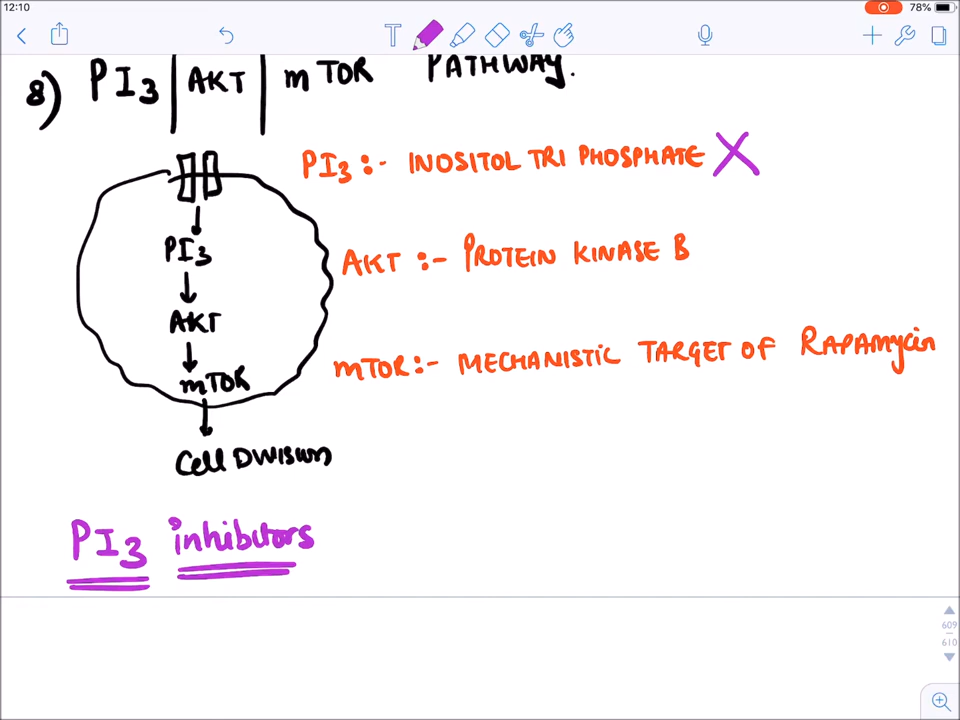 12:10
78%
T
8) PI3 | AKT | mTOR PATHWAY.
PI3 :- INOSITOL TRI PHOSPHATE X
PI3
AKT :- PROTEIN KINASE B
AKT
mTOR :- MECHANISTIC TARGET OF RAPAMYCIN
mTOR
Cell Division
PI3 inhibitors
609
610